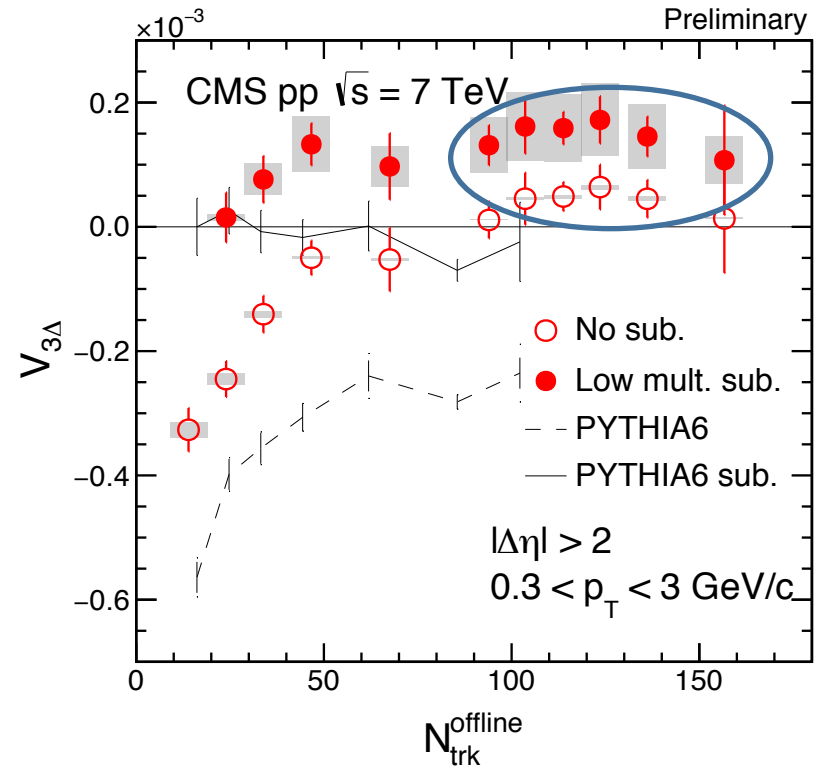 ×10⁻³
Preliminary
CMS pp √s = 7 TeV
0.2
0.0
−0.2
−0.4
−0.6
V₃Δ
No sub.
Low mult. sub.
PYTHIA6
PYTHIA6 sub.
|Δη| > 2
0.3 < p_T < 3 GeV/c
0 50 100 150
N_trk^offline